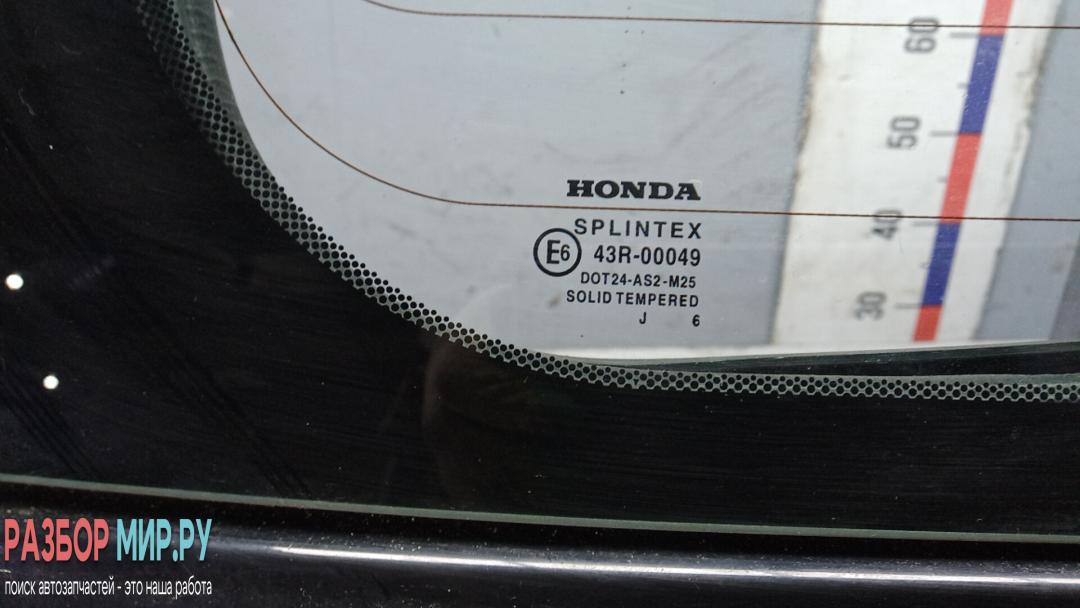 60
50
40
30
HONDA
SPLINTEX
E6 43R-00049
DOT24-AS2-M25
SOLID TEMPERED
J 6
РАЗБОР МИР.РУ
поиск автозапчастей - это наша работа